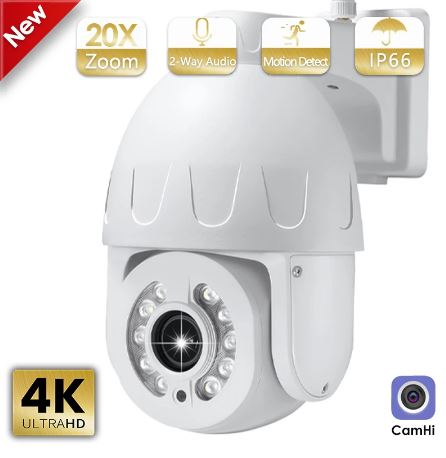 New
20X
Zoom
2-Way Audio
Motion Detect
IP66
4K
ULTRAHD
CamHi